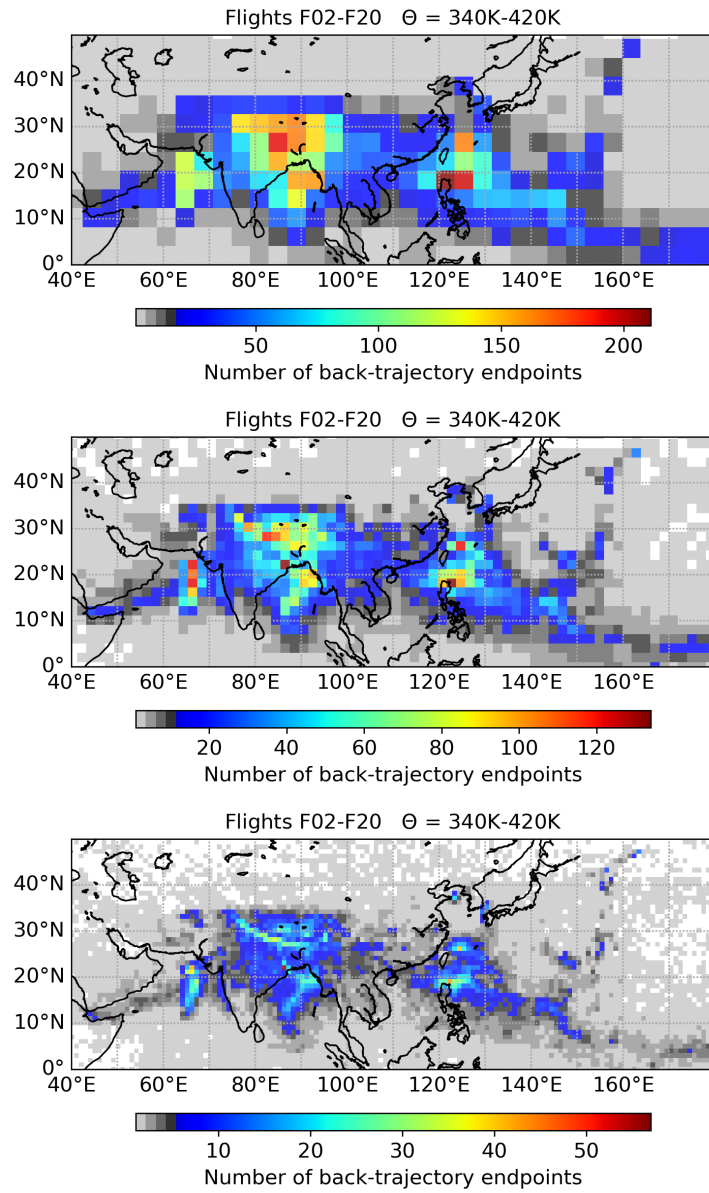 Flights F02-F20 Θ = 340K-420K
40°N
30°N
20°N
10°N
0°
40°E 60°E 80°E 100°E 120°E 140°E 160°E
50 100 150 200
Number of back-trajectory endpoints
Flights F02-F20 Θ = 340K-420K
40°N
30°N
20°N
10°N
0°
40°E 60°E 80°E 100°E 120°E 140°E 160°E
20 40 60 80 100 120
Number of back-trajectory endpoints
Flights F02-F20 Θ = 340K-420K
40°N
30°N
20°N
10°N
0°
40°E 60°E 80°E 100°E 120°E 140°E 160°E
10 20 30 40 50
Number of back-trajectory endpoints